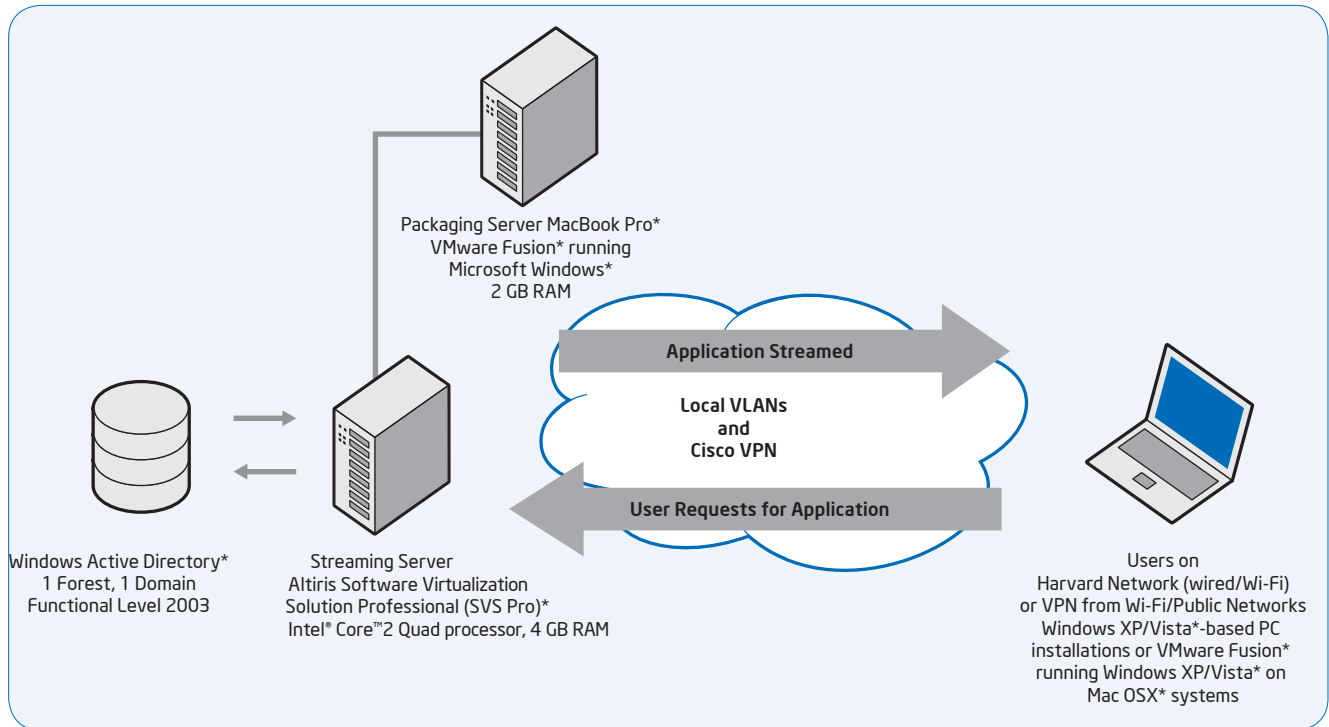 Packaging Server MacBook Pro*
VMware Fusion* running
Microsoft Windows*
2 GB RAM
Application Streamed
Local VLANs
and
Cisco VPN
User Requests for Application
Windows Active Directory*
1 Forest, 1 Domain
Functional Level 2003
Streaming Server
Altiris Software Virtualization
Solution Professional (SVS Pro)*
Intel® Core™2 Quad processor, 4 GB RAM
Users on
Harvard Network (wired/Wi-Fi)
or VPN from Wi-Fi/Public Networks
Windows XP/Vista*-based PC
installations or VMware Fusion*
running Windows XP/Vista* on
Mac OSX* systems